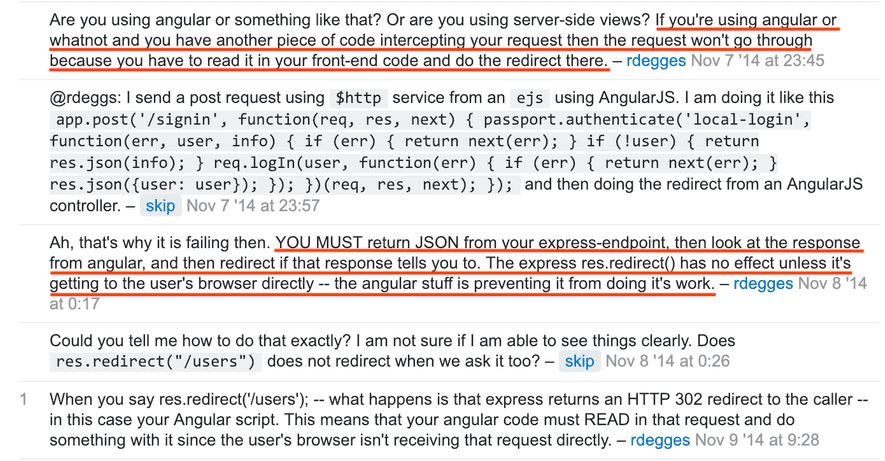 Are you using angular or something like that? Or are you using server-side views? If you're using angular or
whatnot and you have another piece of code intercepting your request then the request won't go through
because you have to read it in your front-end code and do the redirect there. – rdegges Nov 7 '14 at 23:45
@rdeggs: I send a post request using $http service from an ejs using AngularJS. I am doing it like this
app.post('/signin', function(req, res, next) { passport.authenticate('local-login',
function(err, user, info) { if (err) { return next(err); } if (!user) { return
res.json(info); } req.logIn(user, function(err) { if (err) { return next(err); }
res.json({user: user}); }); })(req, res, next); }); and then doing the redirect from an AngularJS
controller. – skip Nov 7 '14 at 23:57
Ah, that's why it is failing then. YOU MUST return JSON from your express-endpoint, then look at the response
from angular, and then redirect if that response tells you to. The express res.redirect() has no effect unless it's
getting to the user's browser directly -- the angular stuff is preventing it from doing it's work. – rdegges Nov 8 '14
at 0:17
Could you tell me how to do that exactly? I am not sure if I am able to see things clearly. Does
res.redirect("/users") does not redirect when we ask it too? – skip Nov 8 '14 at 0:26
1 When you say res.redirect('/users'); -- what happens is that express returns an HTTP 302 redirect to the caller --
in this case your Angular script. This means that your angular code must READ in that request and do
something with it since the user's browser isn't receiving that request directly. – rdegges Nov 9 '14 at 9:28